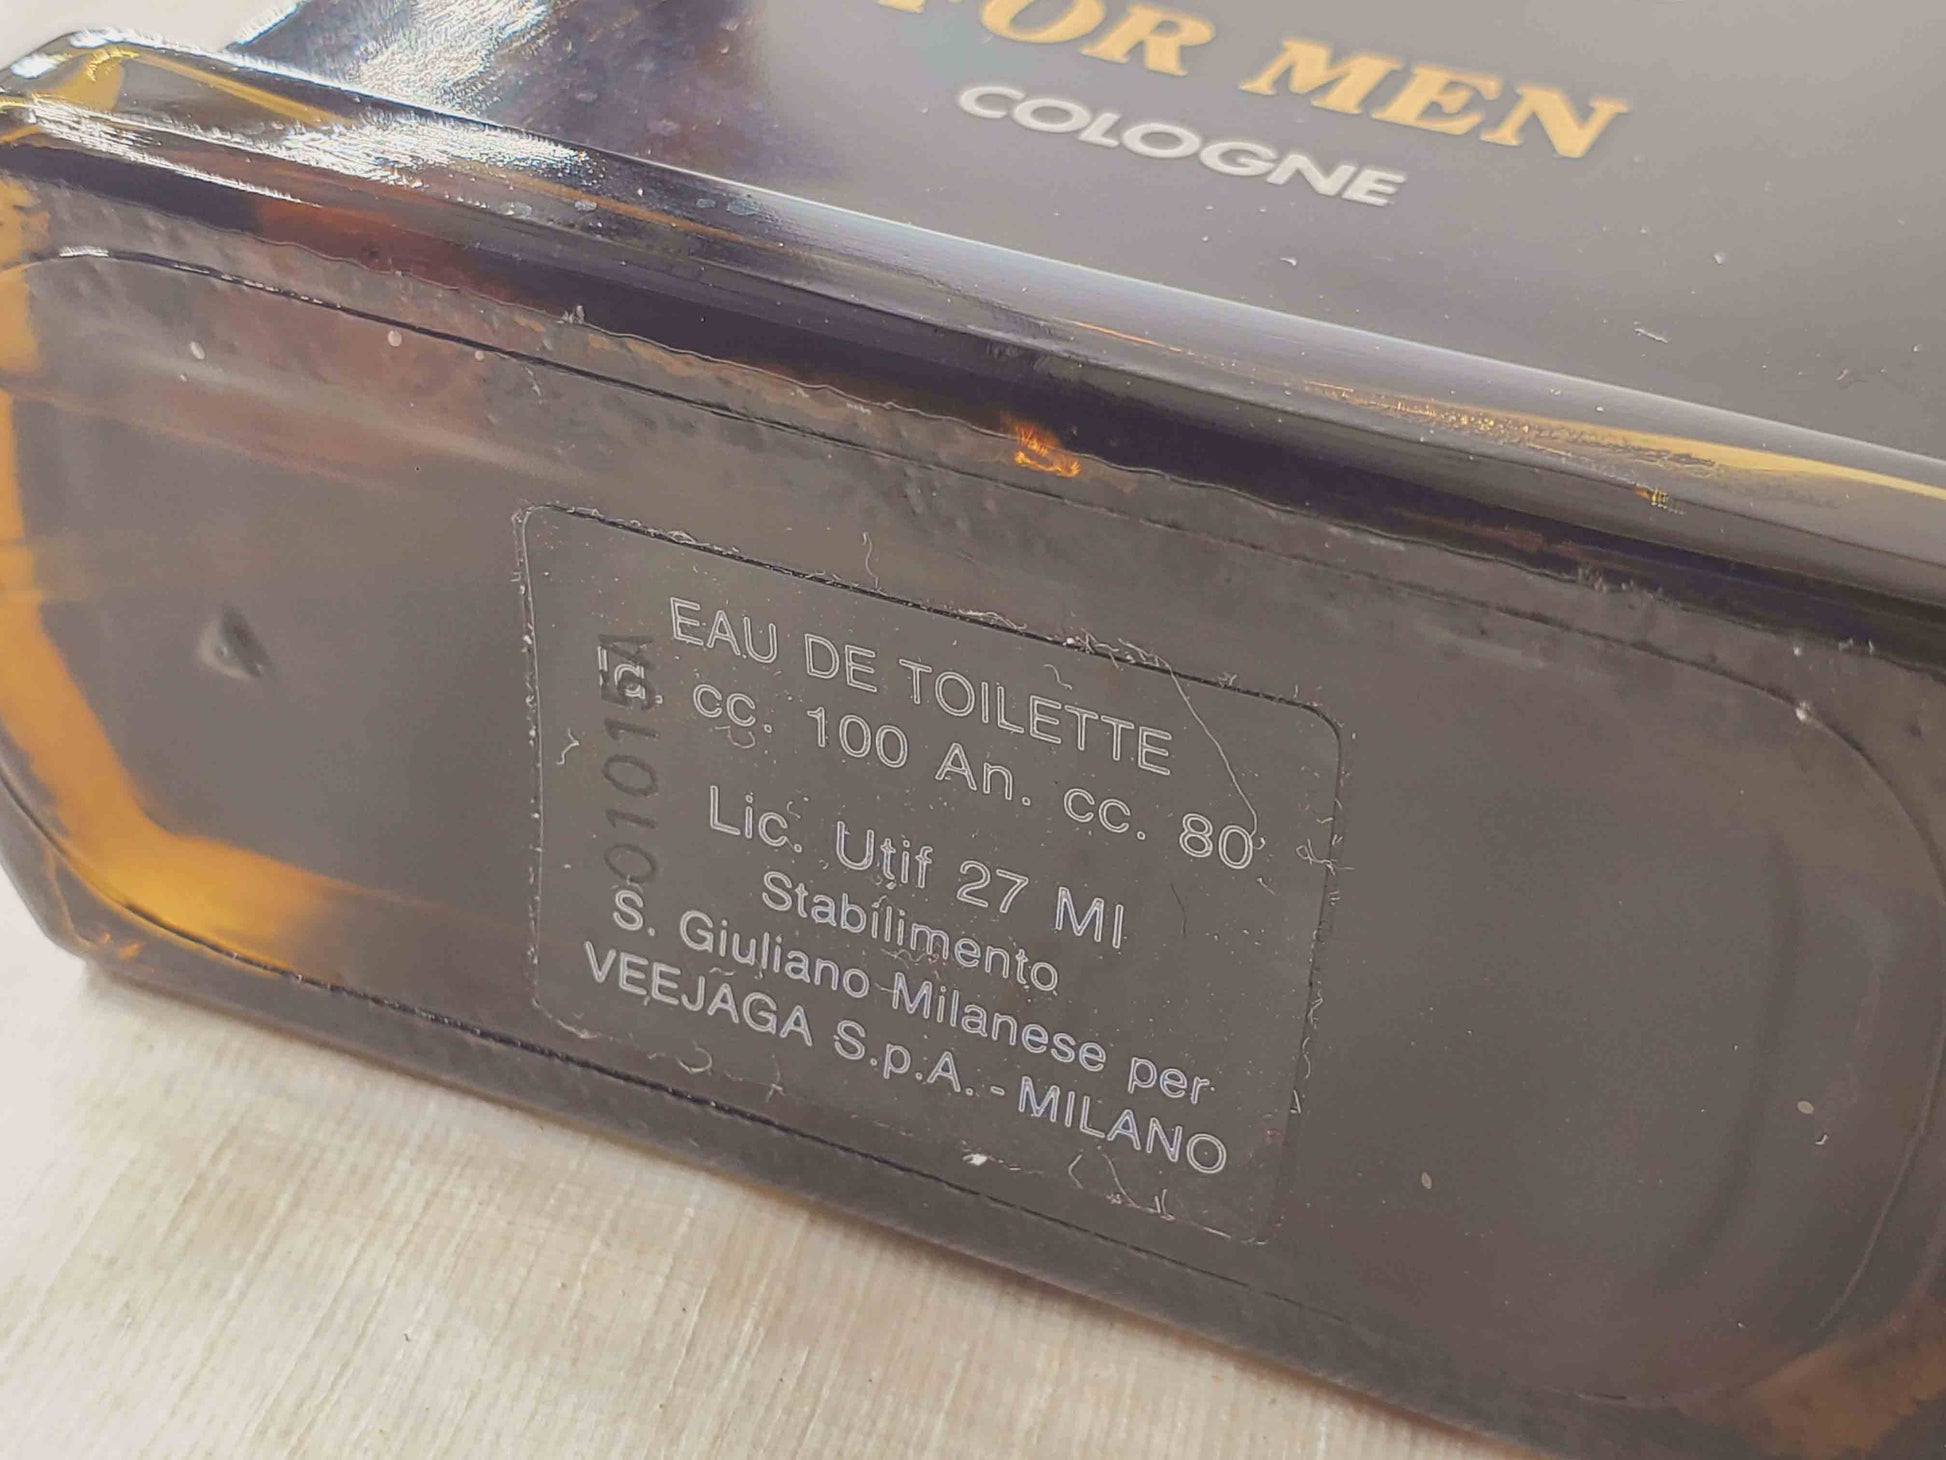 FOR MEN
COLOGNE
EAU DE TOILETTE
cc. 100 An. cc. 80
Lic. Utif 27 MI
Stabilimento
S. Giuliano Milanese per
VEEJAGA S.p.A. - MILANO
01015A